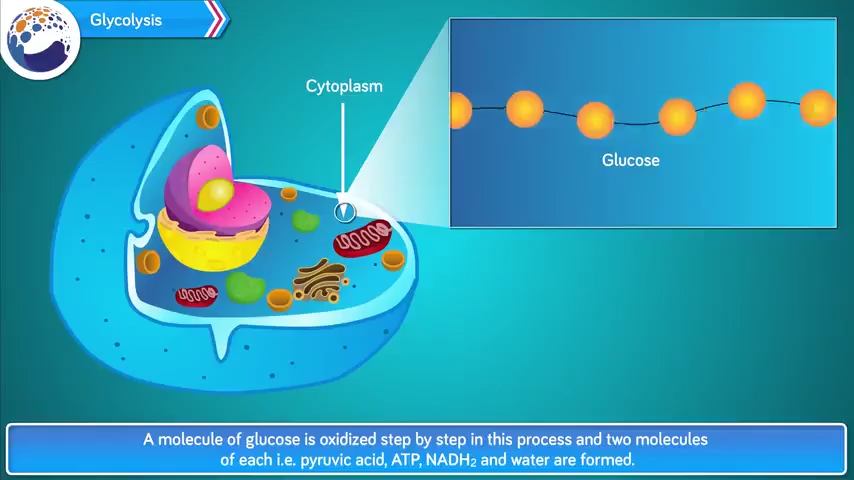 Glycolysis
Cytoplasm
Glucose
A molecule of glucose is oxidized step by step in this process and two molecules
of each i.e. pyruvic acid, ATP, NADH₂ and water are formed.